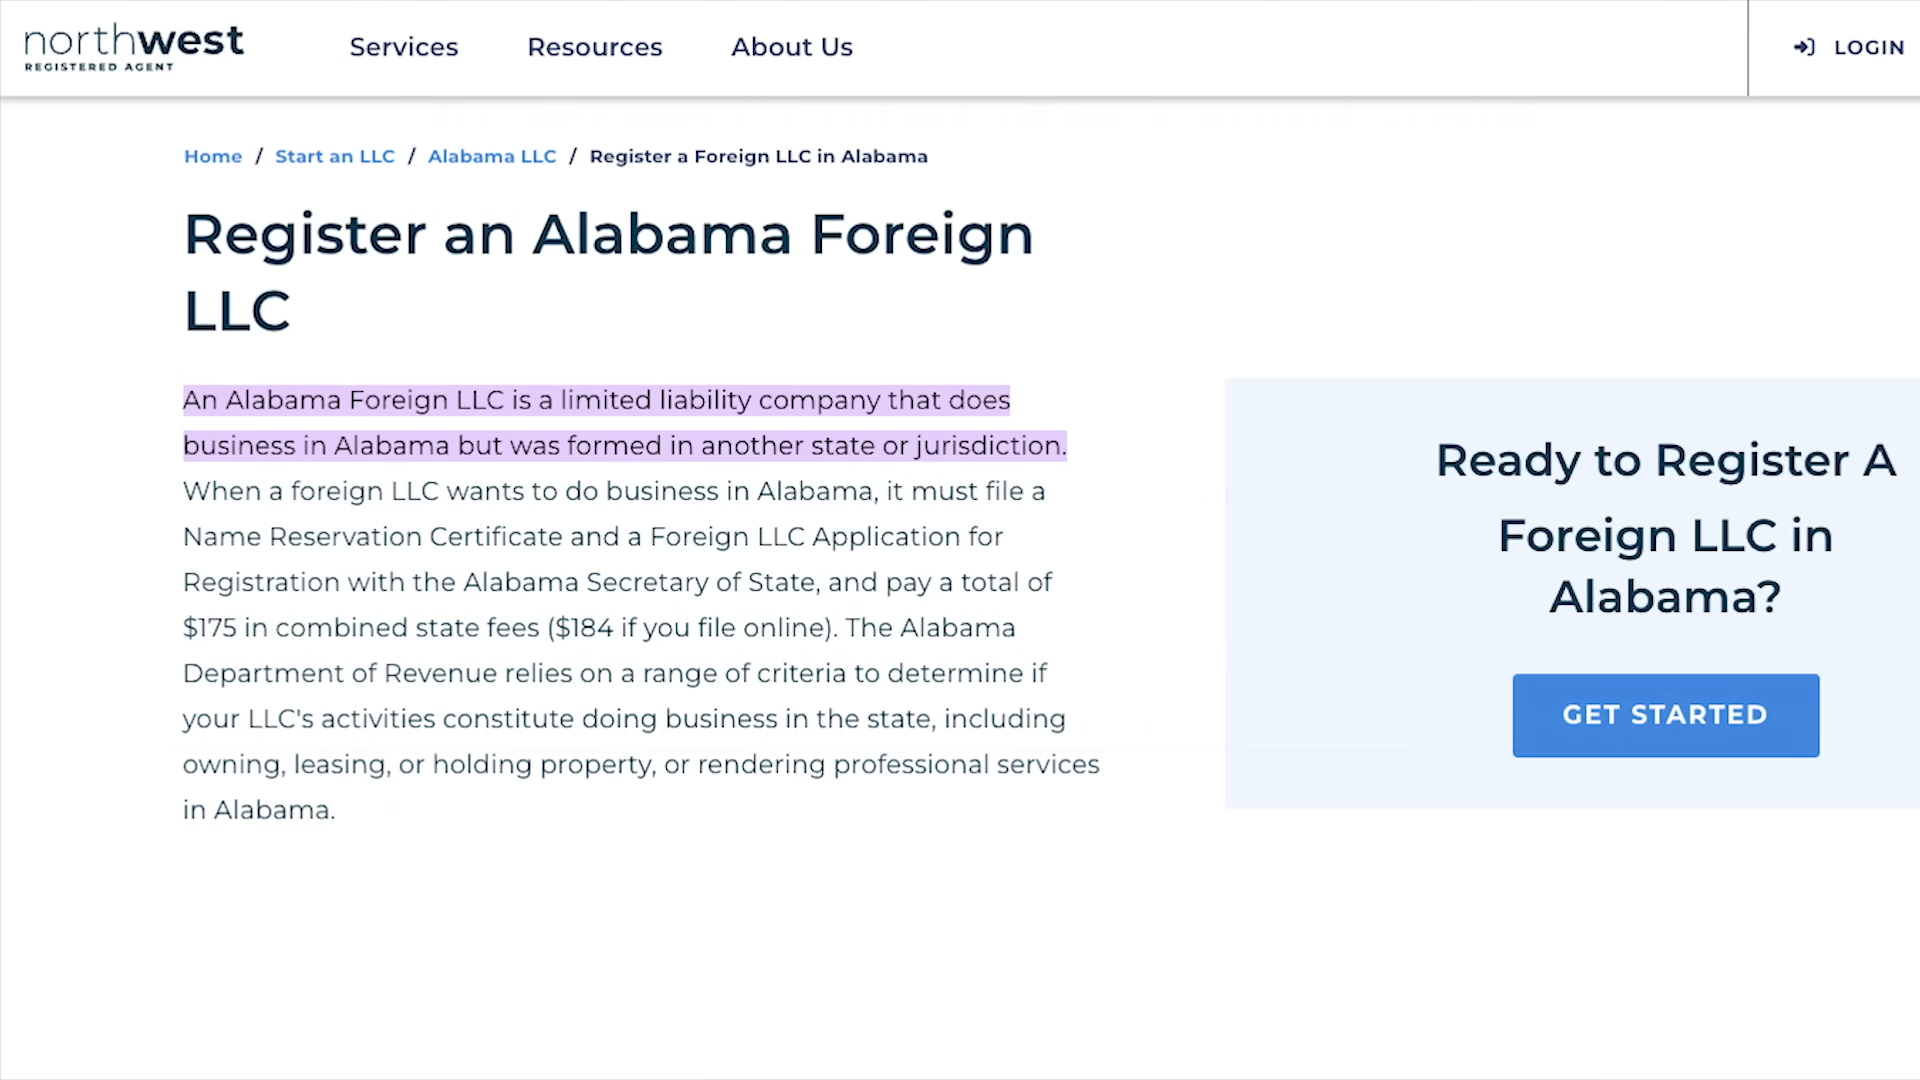 northwest
REGISTERED AGENT
Services
Resources
About Us
LOGIN
Home / Start an LLC / Alabama LLC / Register a Foreign LLC in Alabama
Register an Alabama Foreign
LLC
An Alabama Foreign LLC is a limited liability company that does
business in Alabama but was formed in another state or jurisdiction.
When a foreign LLC wants to do business in Alabama, it must file a
Name Reservation Certificate and a Foreign LLC Application for
Registration with the Alabama Secretary of State, and pay a total of
$175 in combined state fees ($184 if you file online). The Alabama
Department of Revenue relies on a range of criteria to determine if
your LLC's activities constitute doing business in the state, including
owning, leasing, or holding property, or rendering professional services
in Alabama.
Ready to Register A
Foreign LLC in
Alabama?
GET STARTED